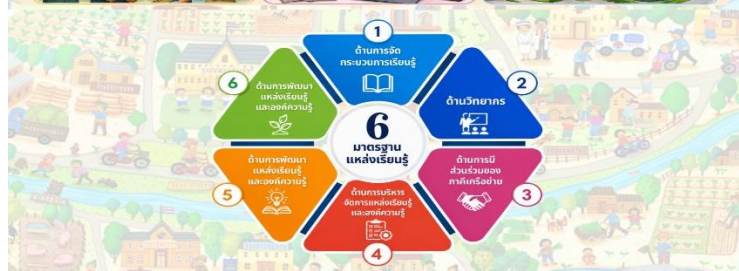 1
ด้านการจัด
กระบวนการเรียนรู้
2
ด้านวิทยากร
ด้านการมี
ส่วนร่วมของ
ภาคีเครือข่าย
3
ด้านการบริหาร
จัดการแหล่งเรียนรู้
และองค์ความรู้
4
ด้านการพัฒนา
แหล่งเรียนรู้
และองค์ความรู้
5
6
ด้านการพัฒนา
แหล่งเรียนรู้
และองค์ความรู้
6
มาตรฐาน
แหล่งเรียนรู้